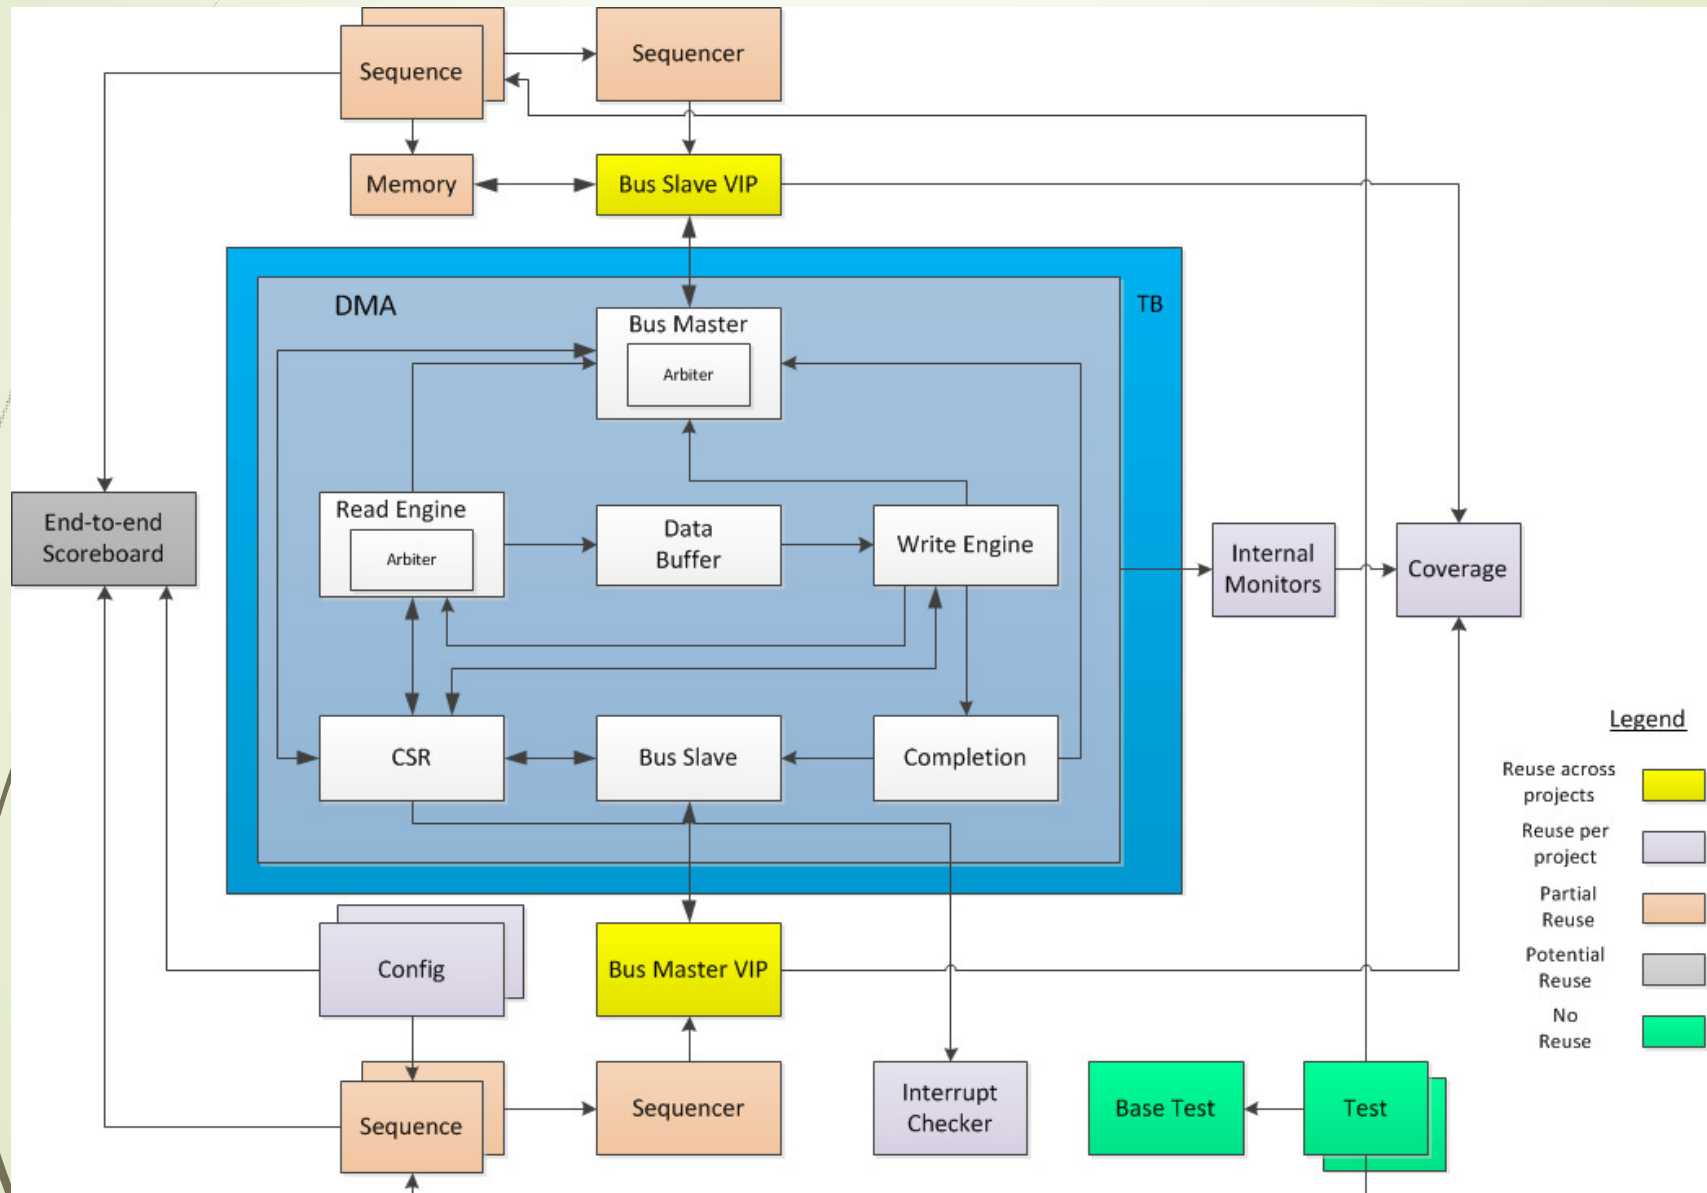 Sequence
Sequencer
Memory
Bus Slave VIP
DMA
TB
Bus Master
Arbiter
End-to-end
Scoreboard
Read Engine
Arbiter
Data
Buffer
Write Engine
Internal
Monitors
Coverage
CSR
Bus Slave
Completion
Config
Bus Master VIP
Sequence
Sequencer
Interrupt
Checker
Base Test
Test
Legend
Reuse across
projects
Reuse per
project
Partial
Reuse
Potential
Reuse
No
Reuse